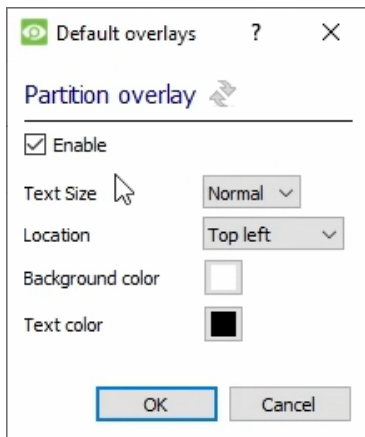 Default overlays ?
Partition overlay
Enable
Text Size Normal
Location Top left
Background color
Text color
OK Cancel